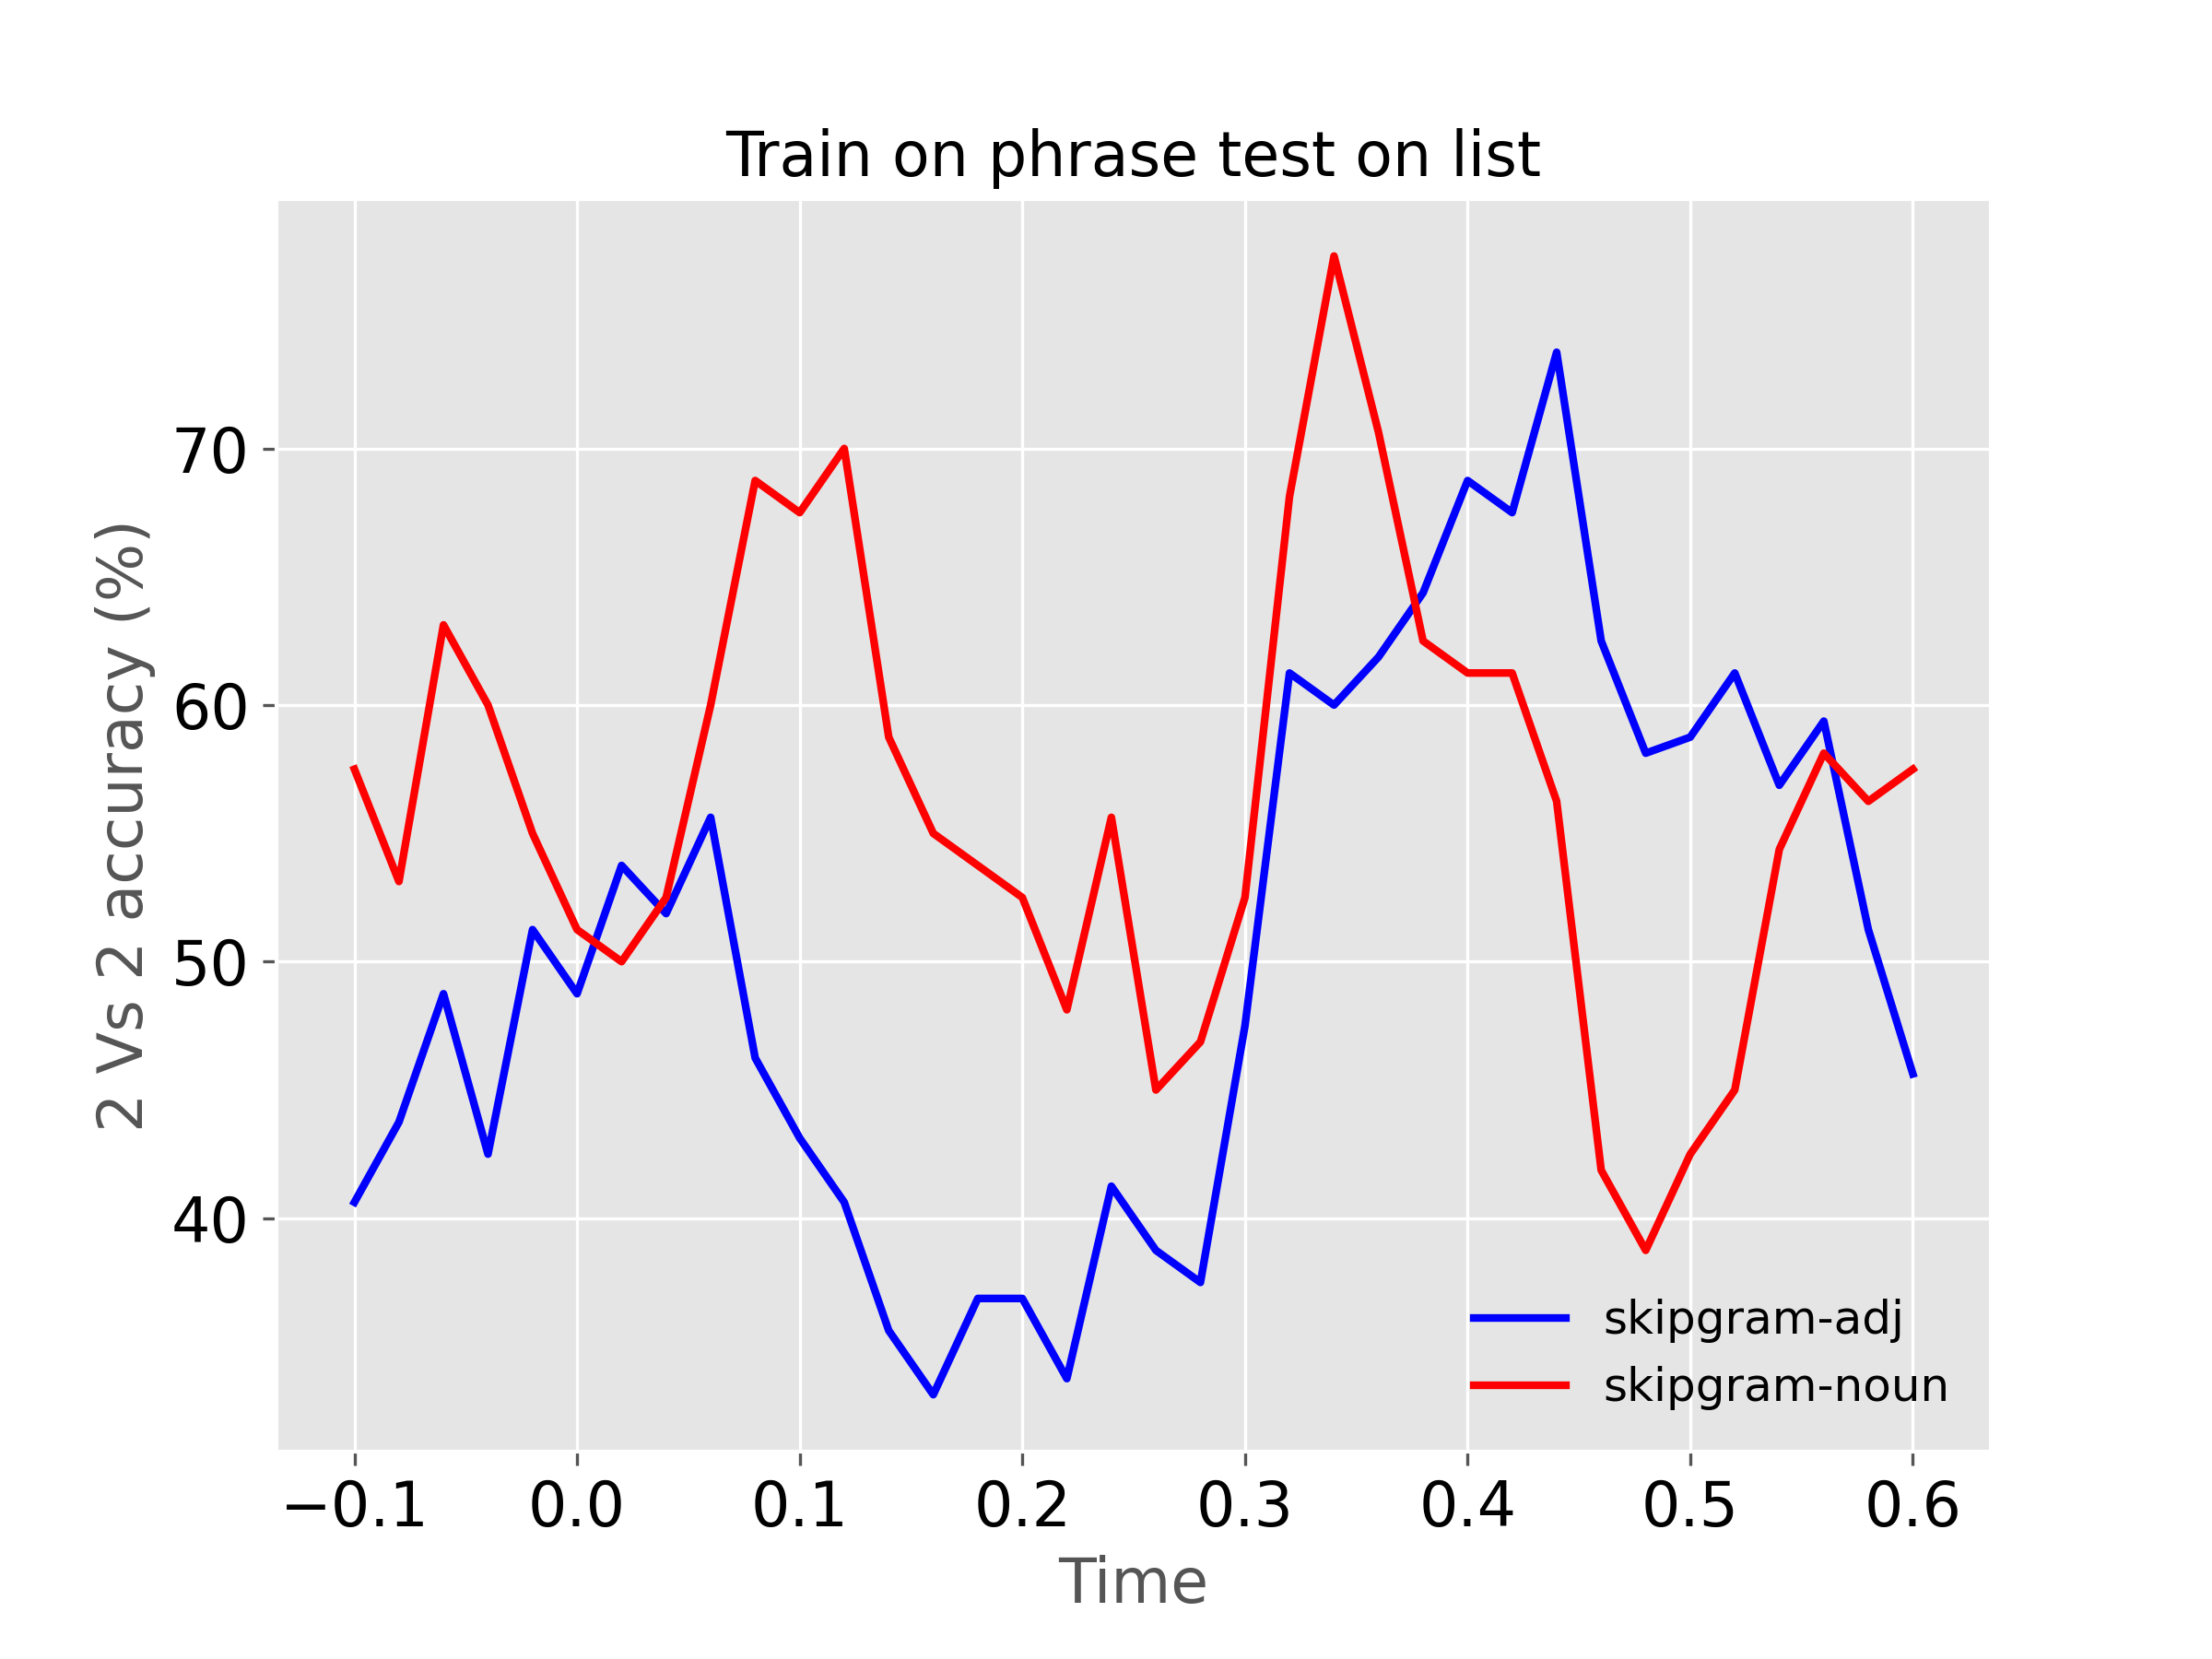 Train on phrase test on list
2 Vs 2 accuracy (%)
70
60
50
40
skipgram-adj
skipgram-noun
−0.1 0.0 0.1 0.2 0.3 0.4 0.5 0.6
Time